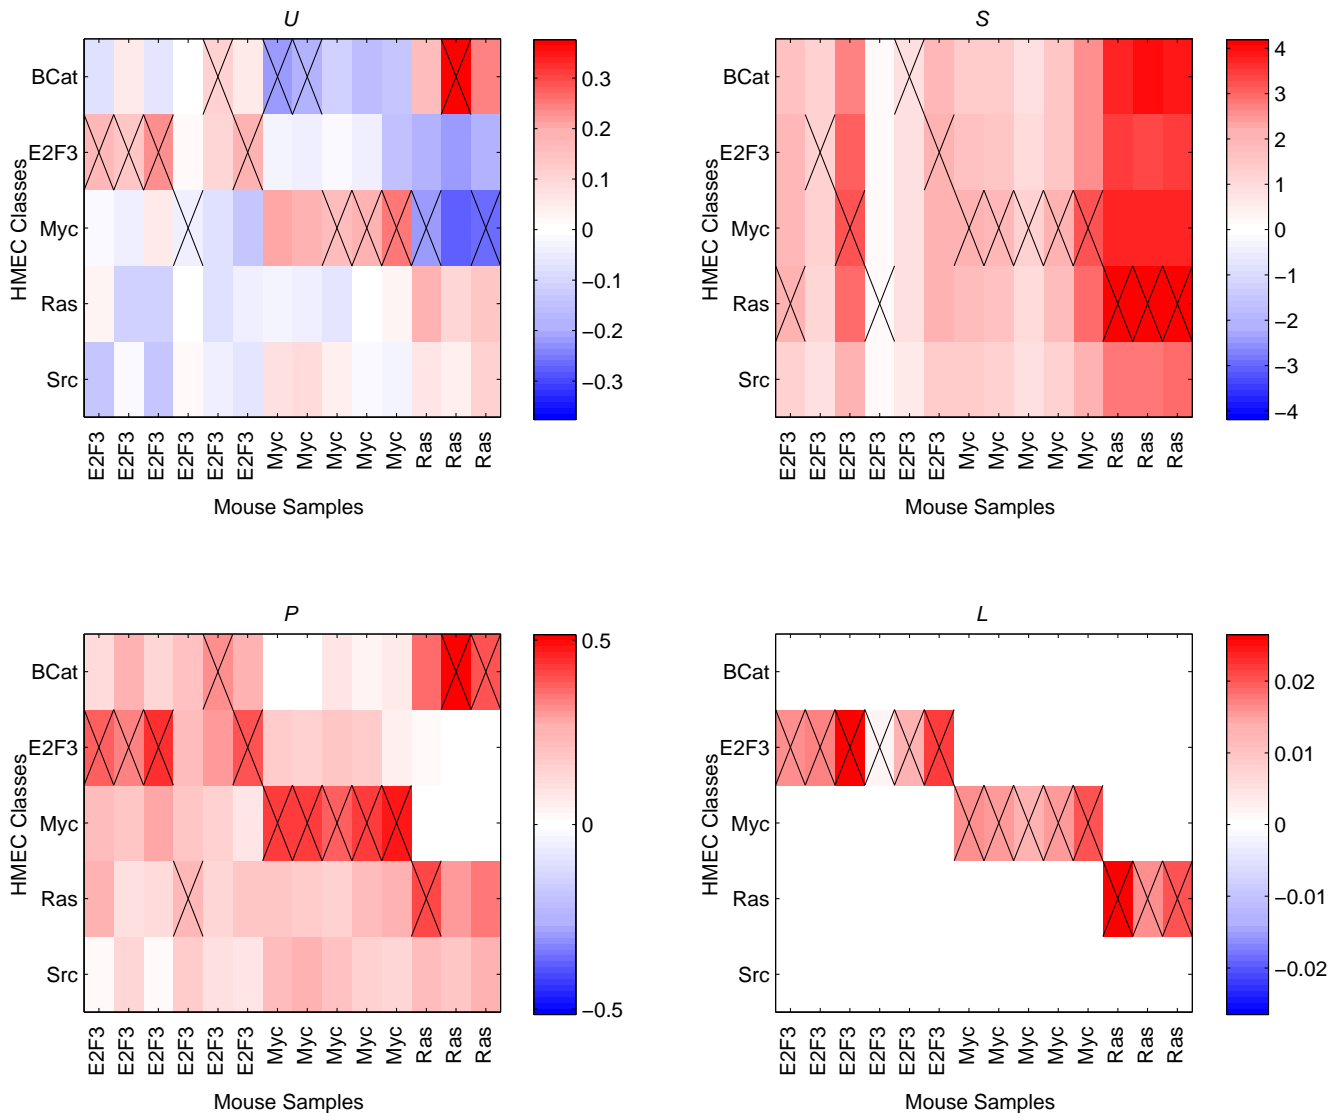 U
BCat
E2F3
Myc
Ras
Src
HMEC Classes
E2F3 E2F3 E2F3 E2F3 E2F3 E2F3 Myc Myc Myc Myc Myc Ras Ras Ras
Mouse Samples
0.3
0.2
0.1
0
−0.1
−0.2
−0.3
S
BCat
E2F3
Myc
Ras
Src
HMEC Classes
E2F3 E2F3 E2F3 E2F3 E2F3 E2F3 Myc Myc Myc Myc Myc Ras Ras Ras
Mouse Samples
4
3
2
1
0
−1
−2
−3
−4
P
BCat
E2F3
Myc
Ras
Src
HMEC Classes
E2F3 E2F3 E2F3 E2F3 E2F3 E2F3 Myc Myc Myc Myc Myc Ras Ras Ras
Mouse Samples
0.5
0
−0.5
L
BCat
E2F3
Myc
Ras
Src
HMEC Classes
E2F3 E2F3 E2F3 E2F3 E2F3 E2F3 Myc Myc Myc Myc Myc Ras Ras Ras
Mouse Samples
0.02
0.01
0
−0.01
−0.02